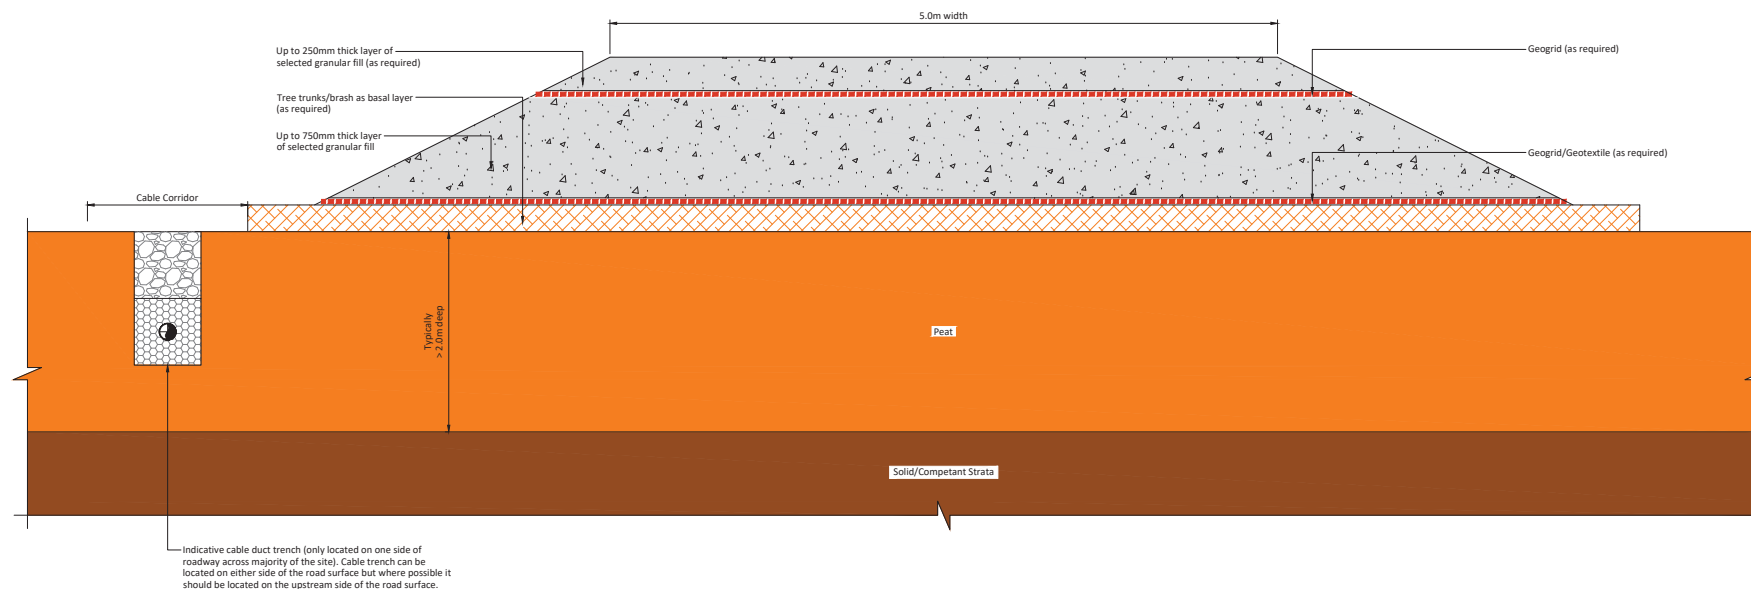 5.0m width
Up to 250mm thick layer of
selected granular fill (as required)
Geogrid (as required)
Tree trunks/brash as basal layer
(as required)
Up to 750mm thick layer
of selected granular fill
Geogrid/Geotextile (as required)
Cable Corridor
Typically
> 2.0m deep
Peat
Solid/Competant Strata
Indicative cable duct trench (only located on one side of
roadway across majority of the site). Cable trench can be
located on either side of the road surface but where possible it
should be located on the upstream side of the road surface.